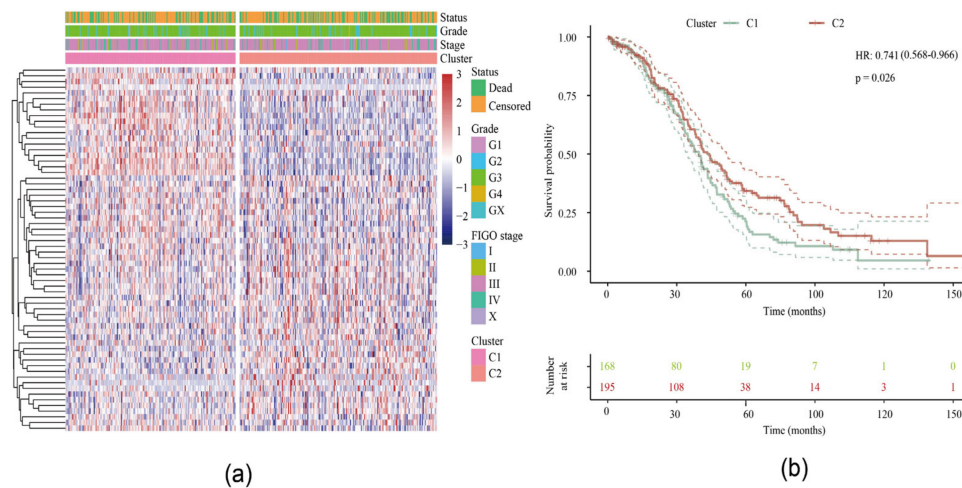 Status
Grade
Stage
Cluster
3
2
1
0
−1
−2
−3
Status
Dead
Censored
Grade
G1
G2
G3
G4
GX
FIGO stage
I
II
III
IV
X
Cluster
C1
C2
(a)
Cluster C1 C2
HR: 0.741 (0.568-0.966)
p = 0.026
Survival probability
1.00
0.75
0.50
0.25
0.00
0 30 60 100 120 150
Time (months)
Number
at risk
168 80 19 7 1 0
195 108 38 14 3 1
0 30 60 100 120 150
Time (months)
(b)